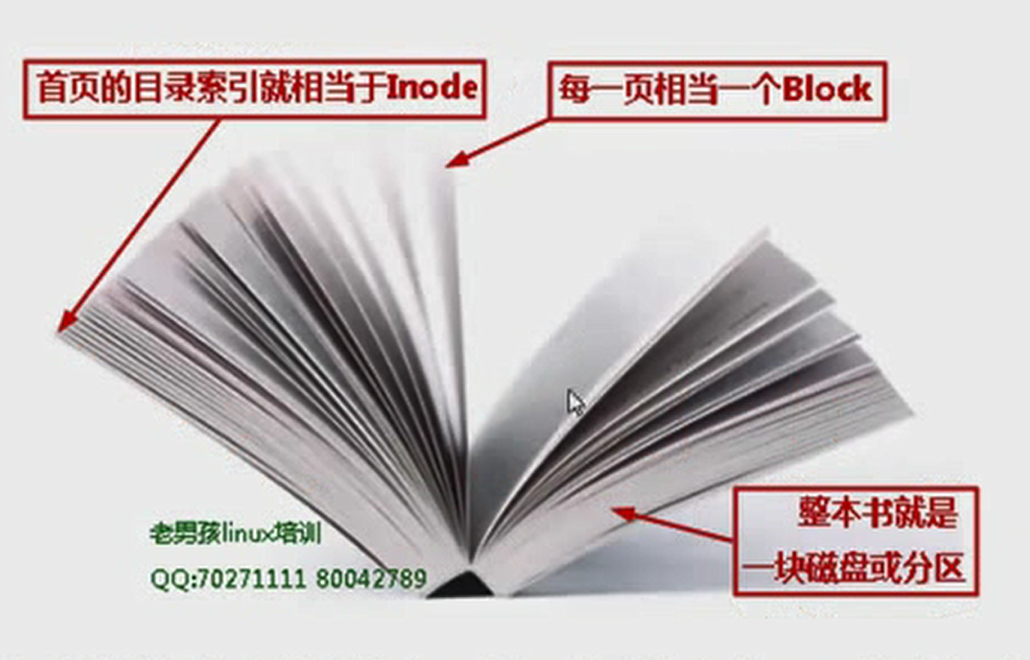 首页的目录索引就相当于Inode
每一页相当一个Block
整本书就是
一块磁盘或分区
老男孩linux培训
QQ:70271111 80042789